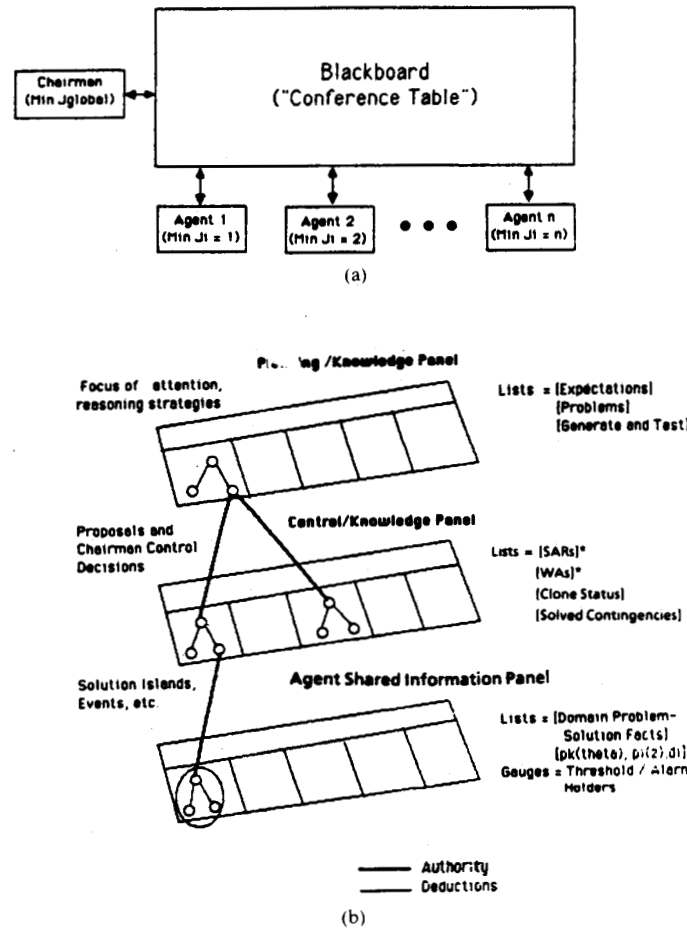 Blackboard
("Conference Table")
Chairman
(Min Jglobal)
Agent 1
(Min Ji = 1)
Agent 2
(Min Ji = 2)
Agent n
(Min Ji = n)
(a)
/Knowledge Panel
Focus of attention,
reasoning strategies
Lists = [Expectations]
[Problems]
[Generate and Test]
Control/Knowledge Panel
Proposals and
Chairman Control
Decisions
Lists = [SARs]*
[WAs]*
[Clone Status]
[Solved Contingencies]
Agent Shared Information Panel
Solution Islands,
Events, etc.
Lists = [Domain Problem-
Solution Facts]
[pk(theta), pi(2),di]
Gauges = Threshold / Alarm
Holders
Authority
Deductions
(b)